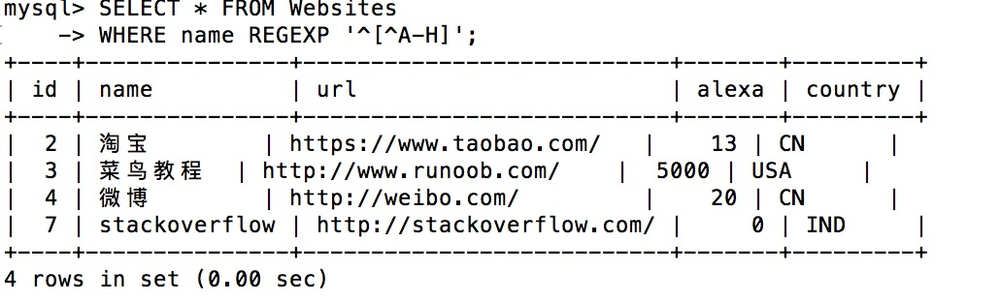 mysql> SELECT * FROM Websites
    -> WHERE name REGEXP '^[^A-H]';
+----+---------------+---------------------------+-------+---------+
| id | name          | url                       | alexa | country |
+----+---------------+---------------------------+-------+---------+
|  2 | 淘宝          | https://www.taobao.com/   |    13 | CN      |
|  3 | 菜鸟教程  | http://www.runoob.com/    |  5000 | USA     |
|  4 | 微博          | http://weibo.com/         |    20 | CN      |
|  7 | stackoverflow | http://stackoverflow.com/ |     0 | IND     |
+----+---------------+---------------------------+-------+---------+
4 rows in set (0.00 sec)